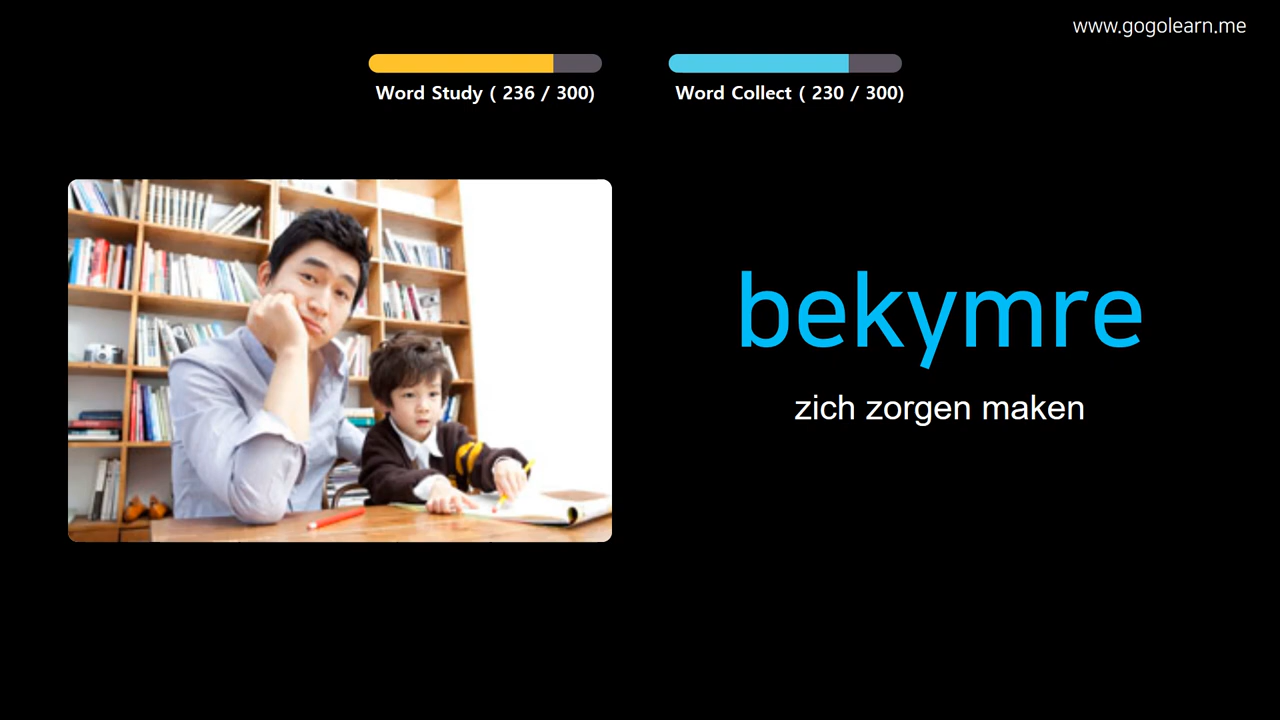 www.gogolearn.me
Word Study ( 236 / 300)
Word Collect ( 230 / 300)
bekymre
zich zorgen maken